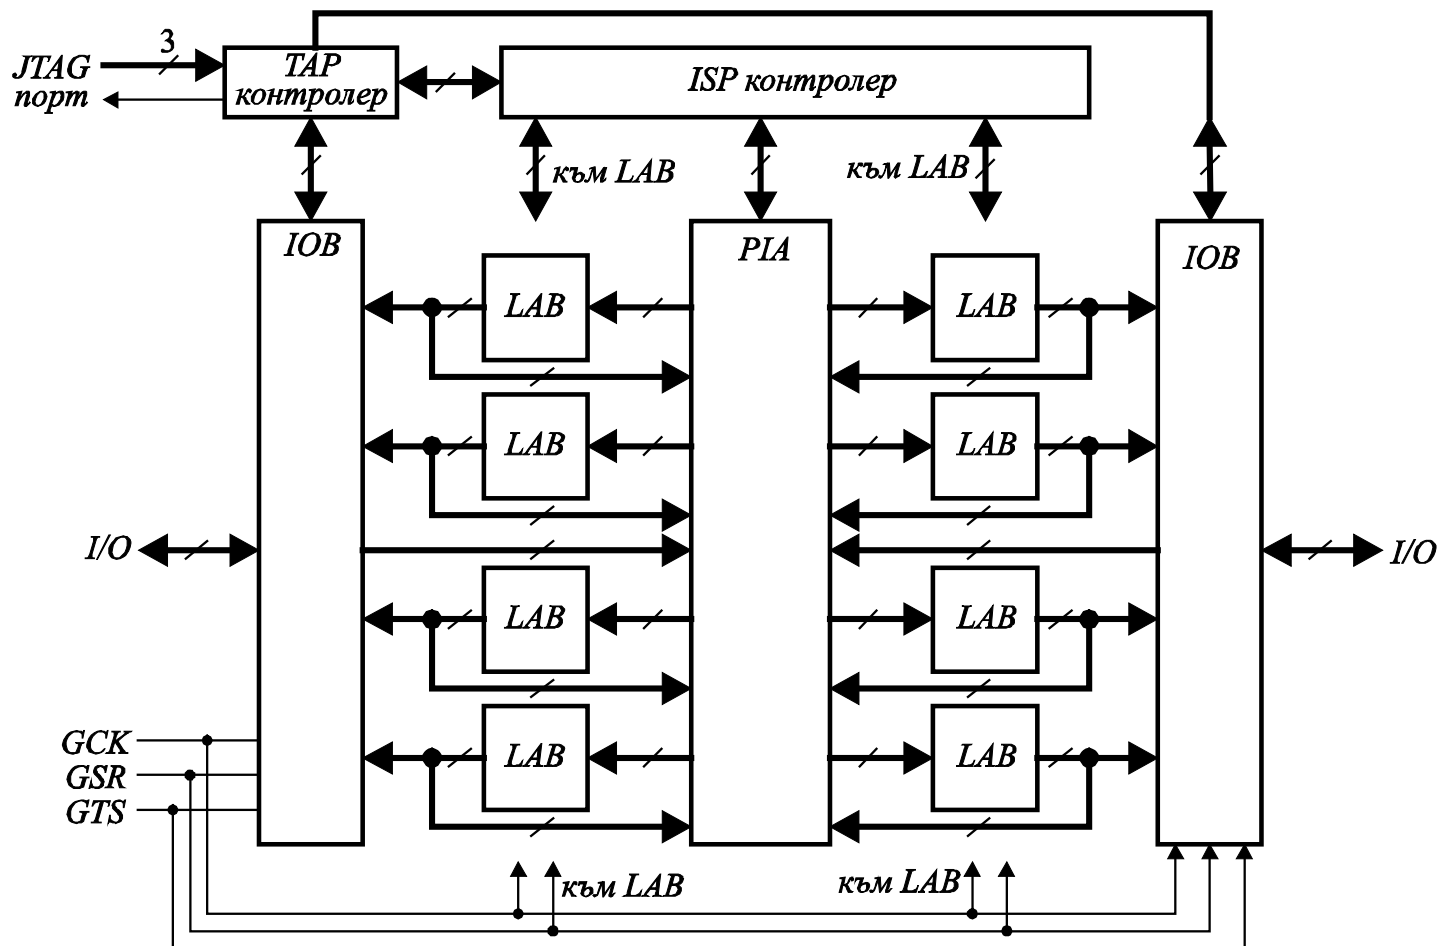 3
JTAG
порт
TAP
контролер
ISP контролер
към LAB
към LAB
IOB
PIA
IOB
LAB
LAB
LAB
LAB
I/O
I/O
LAB
LAB
LAB
LAB
GCK
GSR
GTS
към LAB
към LAB